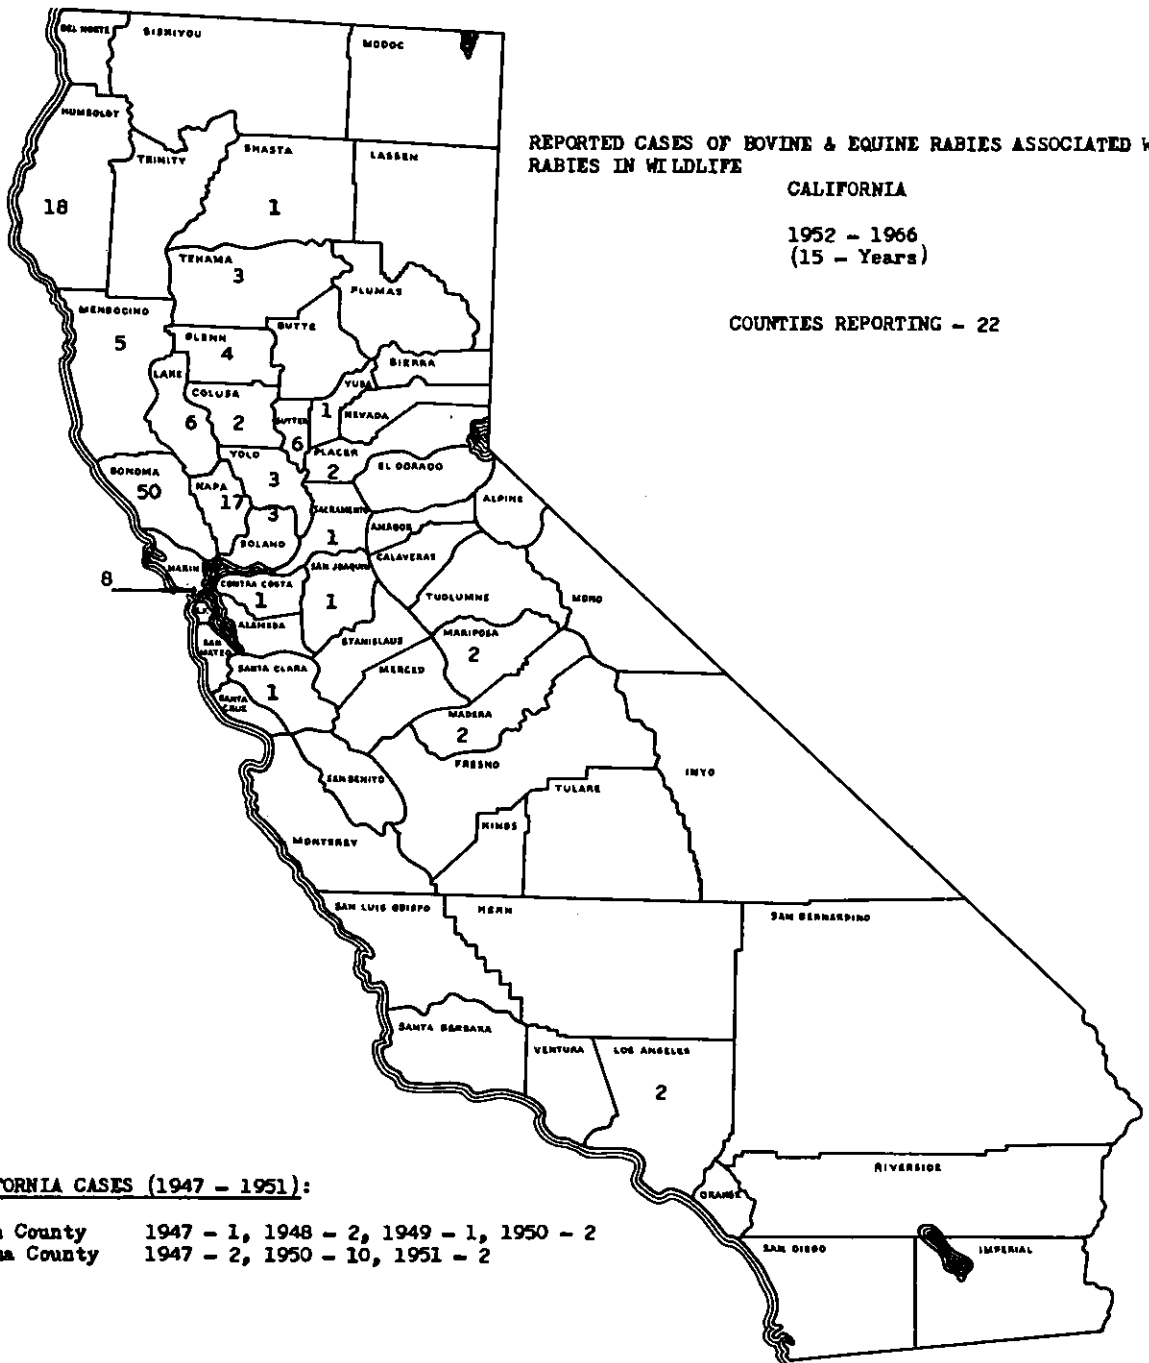 DEL NORTE
SISKIYOU
MODOC
HUMBOLDT
TRINITY
SHASTA
LASSEN
REPORTED CASES OF BOVINE & EQUINE RABIES ASSOCIATED
RABIES IN WILDLIFE
CALIFORNIA
1952 - 1966
(15 - Years)
COUNTIES REPORTING - 22
18
1
TEHAMA
3
PLUMAS
MENDOCINO
5
GLENN
4
BUTTE
SIERRA
LAKE
6
COLUSA
2
SUTTER
6
YUBA
1
NEVADA
PLACER
2
EL DORADO
YOLO
3
SONOMA
50
NAPA
17
3
SOLANO
SACRAMENTO
1
ALPINE
AMADOR
CALAVERAS
MARIN
8
CONTRA COSTA
1
SAN JOAQUIN
1
TUOLUMNE
MONO
S.F.
ALAMEDA
STANISLAUS
MARIPOSA
2
SAN
MATEO
SANTA CLARA
1
MERCED
SANTA
CRUZ
MADERA
2
FRESNO
SAN BENITO
INYO
TULARE
KINGS
MONTEREY
SAN LUIS OBISPO
KERN
SAN BERNARDINO
SANTA BARBARA
VENTURA
LOS ANGELES
2
ORANGE
RIVERSIDE
SAN DIEGO
IMPERIAL
CASES (1947 - 1951):
County 1947 - 1, 1948 - 2, 1949 - 1, 1950 - 2
County 1947 - 2, 1950 - 10, 1951 - 2